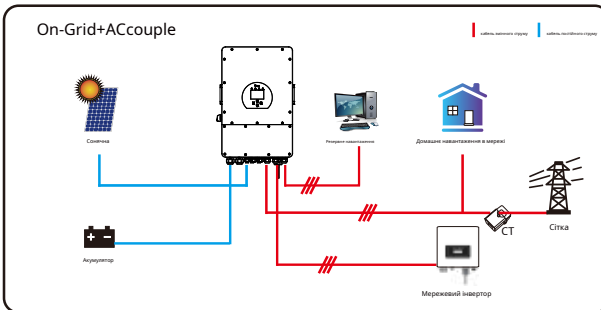 On-Grid+ACcouple
кабель змінного струму
кабель постійного струму
Сонячна
Резервне навантаження
Домашнє навантаження в мережі
CT
Сітка
Акумулятор
Мережевий інвертор